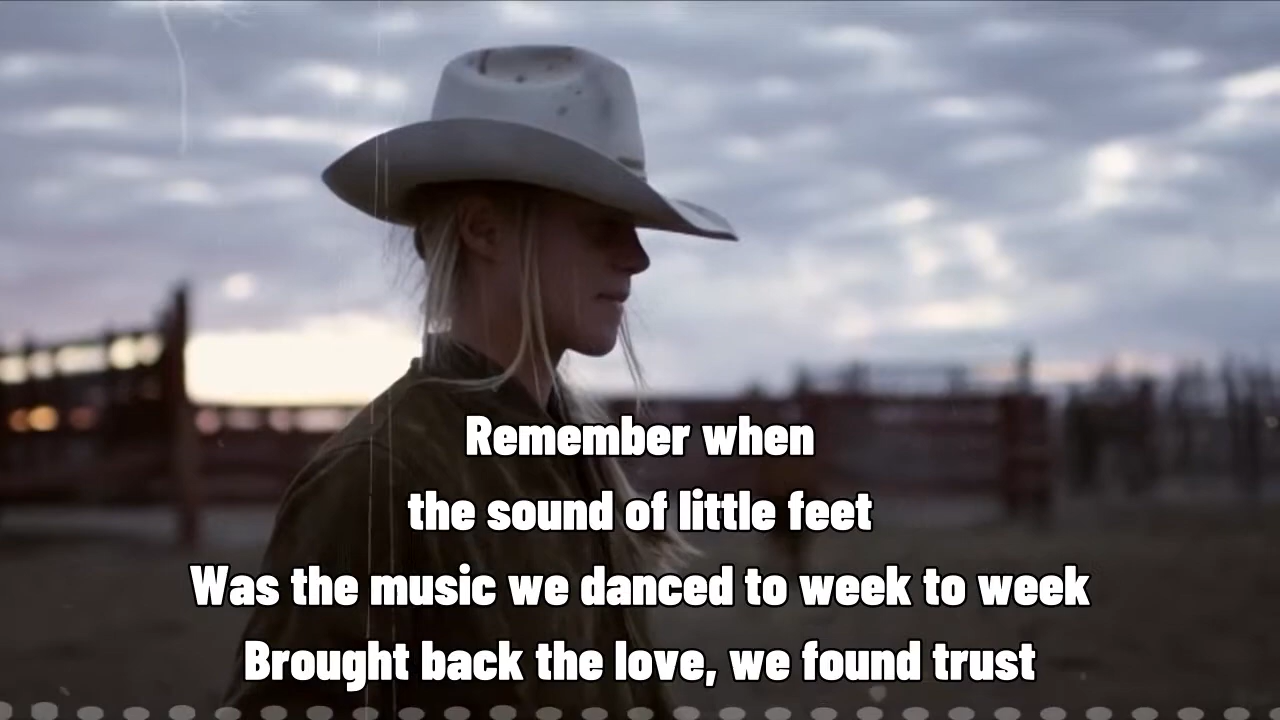 Remember when
the sound of little feet
Was the music we danced to week to week
Brought back the love, we found trust